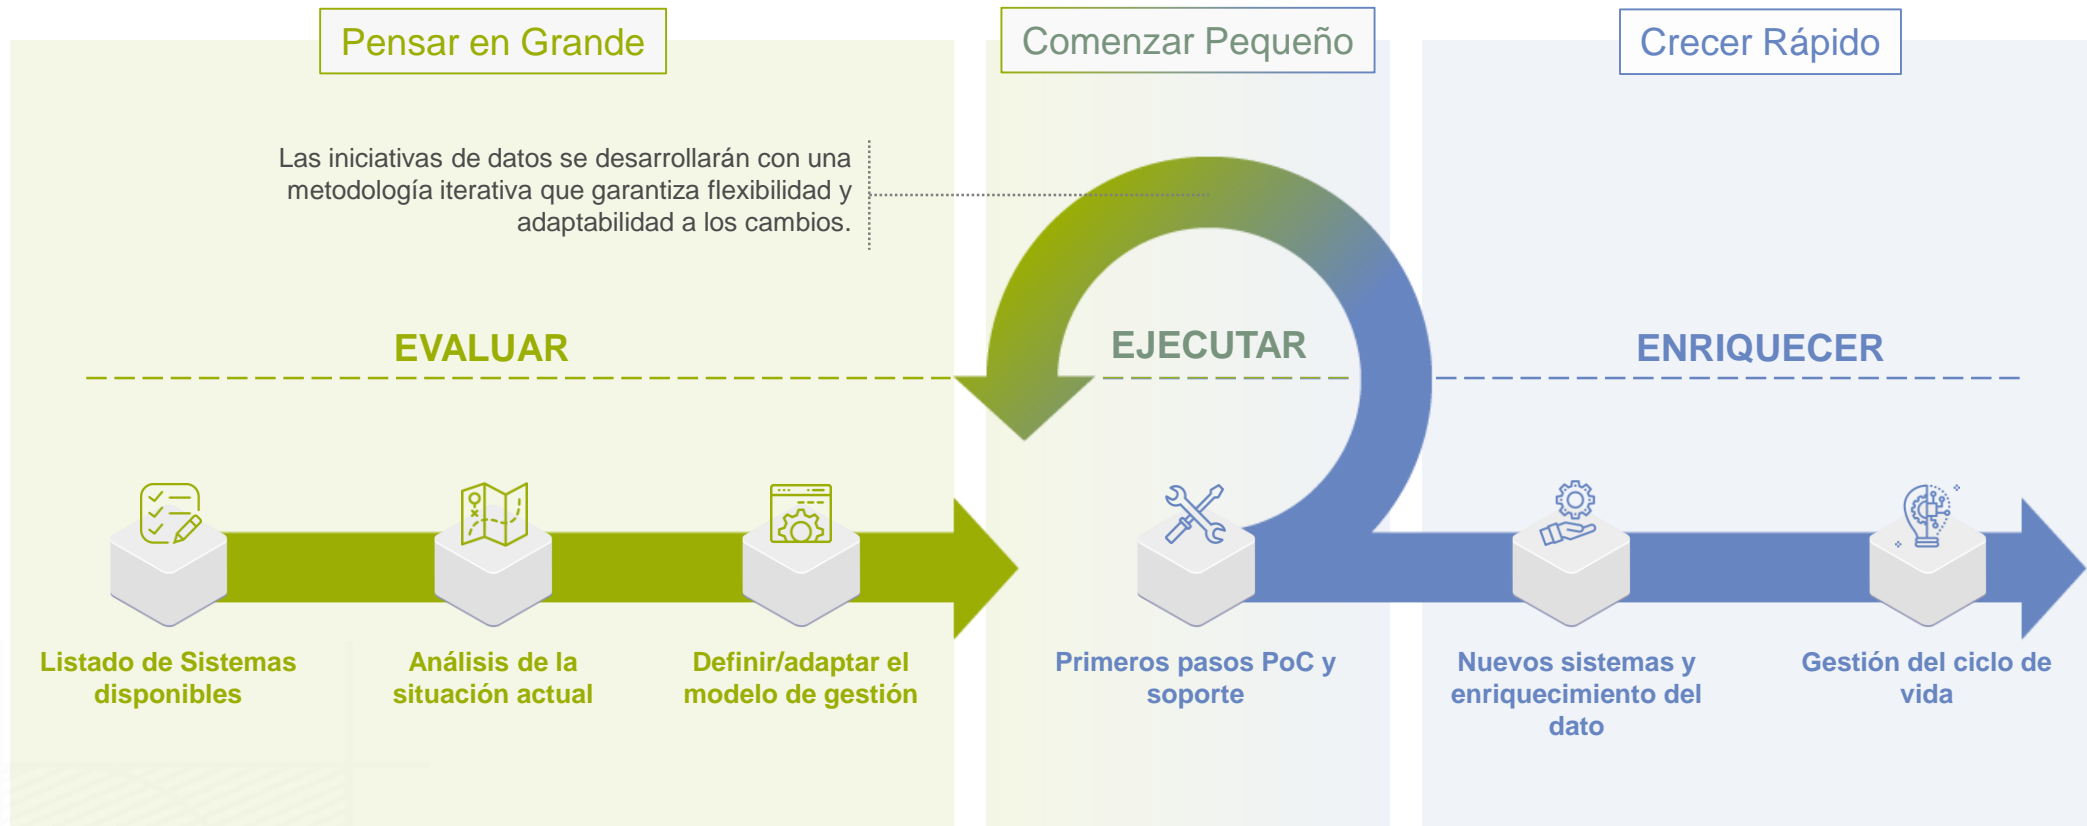 Pensar en Grande
Comenzar Pequeño
Crecer Rápido
Las iniciativas de datos se desarrollarán con una
metodología iterativa que garantiza flexibilidad y
adaptabilidad a los cambios.
EVALUAR
EJECUTAR
ENRIQUECER
Listado de Sistemas
disponibles
Análisis de la
situación actual
Definir/adaptar el
modelo de gestión
Primeros pasos PoC y
soporte
Nuevos sistemas y
enriquecimiento del
dato
Gestión del ciclo de
vida